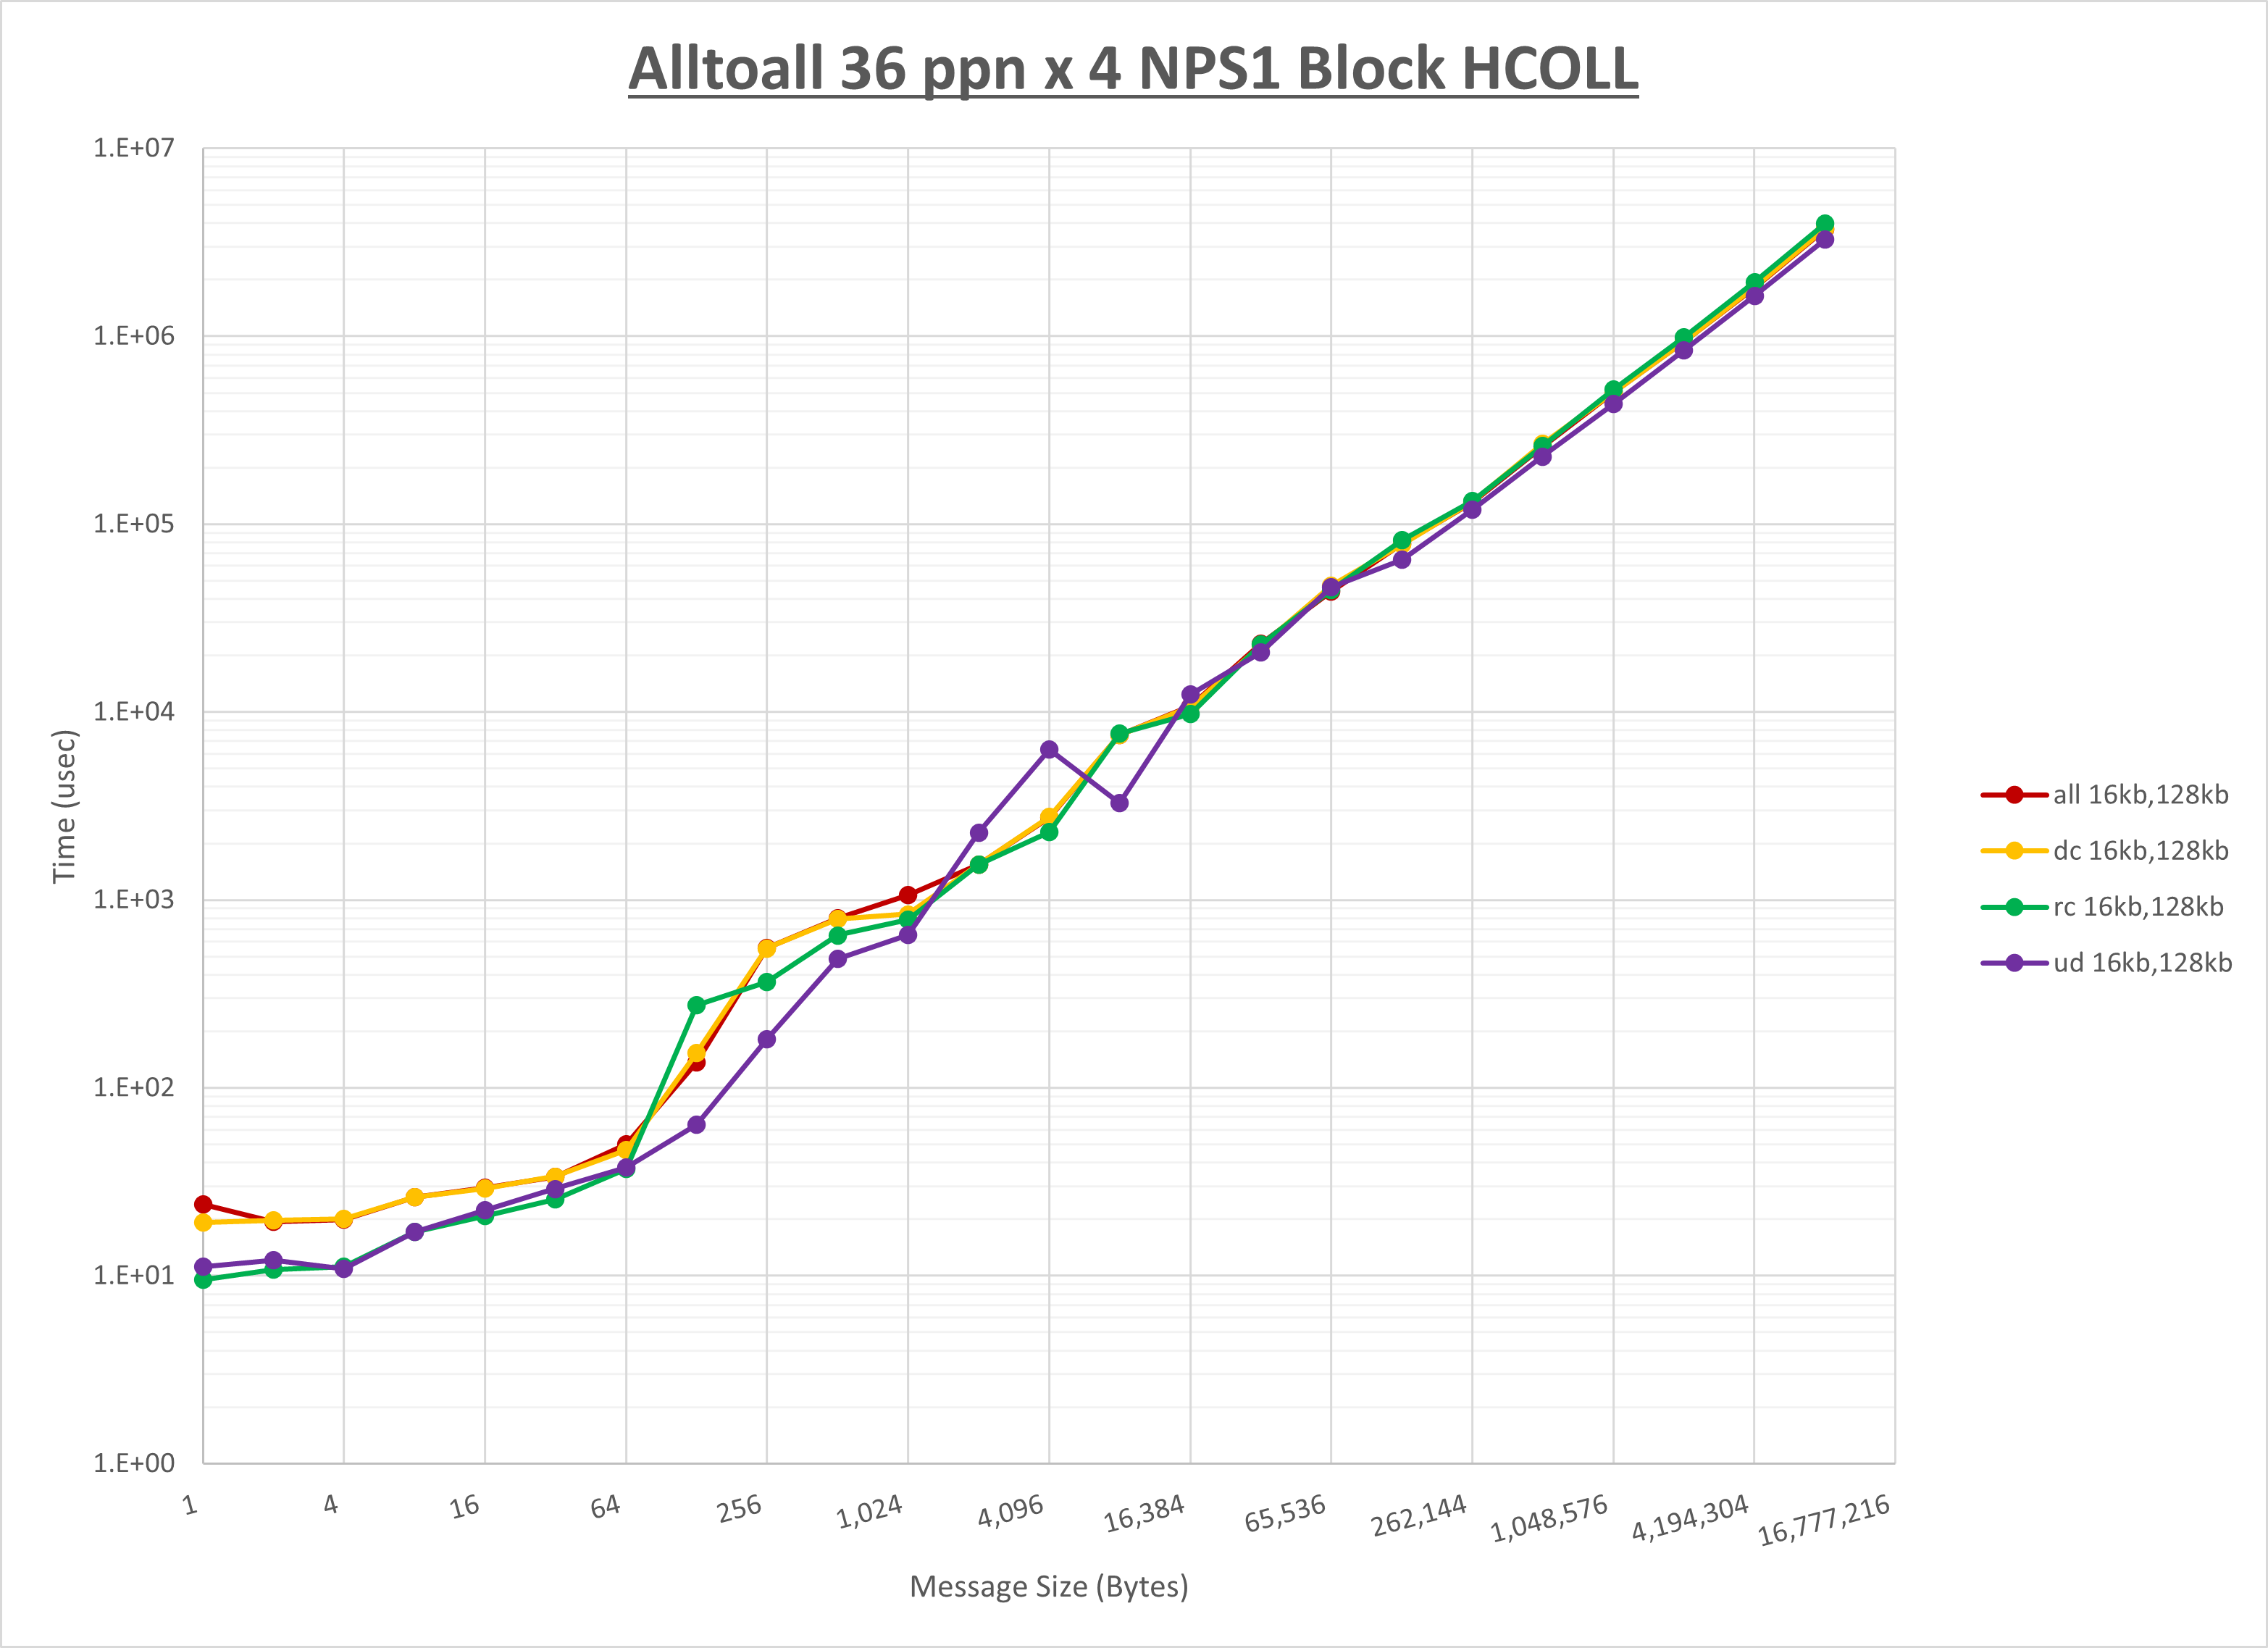 Alltoall 36 ppn x 4 NPS1 Block HCOLL
1.E+07
1.E+06
1.E+05
1.E+04
1.E+03
1.E+02
1.E+01
1.E+00
Time (usec)
1
4
16
64
256
1,024
4,096
16,384
65,536
262,144
1,048,576
4,194,304
16,777,216
Message Size (Bytes)
all 16kb,128kb
dc 16kb,128kb
rc 16kb,128kb
ud 16kb,128kb